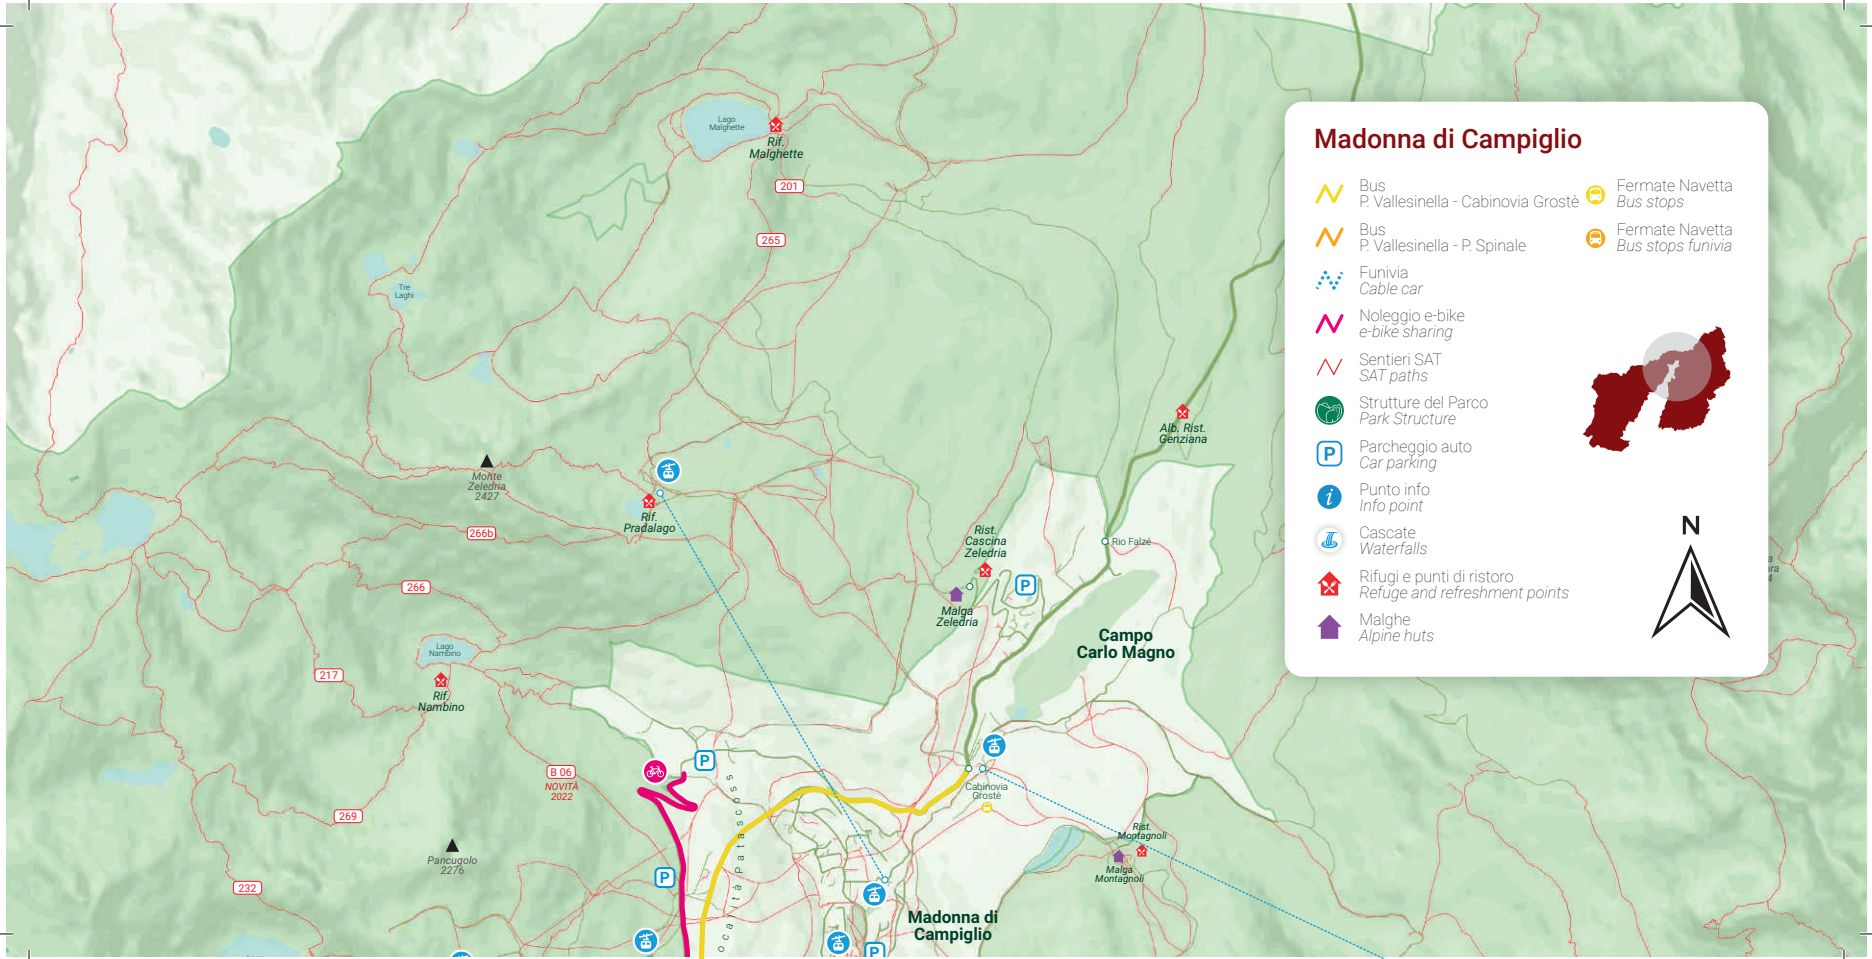 Madonna di Campiglio
Bus
P. Vallesinella - Cabinovia Grostè
Bus
P. Vallesinella - P. Spinale
Funivia
Cable car
Noleggio e-bike
e-bike sharing
Sentieri SAT
SAT paths
Strutture del Parco
Park Structure
P
Parcheggio auto
Car parking
i
Punto info
Info point
Cascate
Waterfalls
Rifugi e punti di ristoro
Refuge and refreshment points
Malghe
Alpine huts
Fermate Navetta
Bus stops
Fermate Navetta
Bus stops funivia
N
Lago
Malghette
Rif.
Malghette
201
265
Tre
Laghi
Alb. Rist.
Genziana
Monte
Zeledria
2427
Rif.
Pradalago
266b
Rist.
Cascina
Zeledria
Rio Falzé
P
266
Malga
Zeledria
Campo
Carlo Magno
Lago
Nambino
217
Rif.
Nambino
P
B 06
NOVITÀ
2022
Cabinovia
Grostè
269
Rist.
Montagnoli
Malga
Montagnoli
Pancugolo
2276
P
232
ocalità Patascoss
Madonna di
Campiglio
P